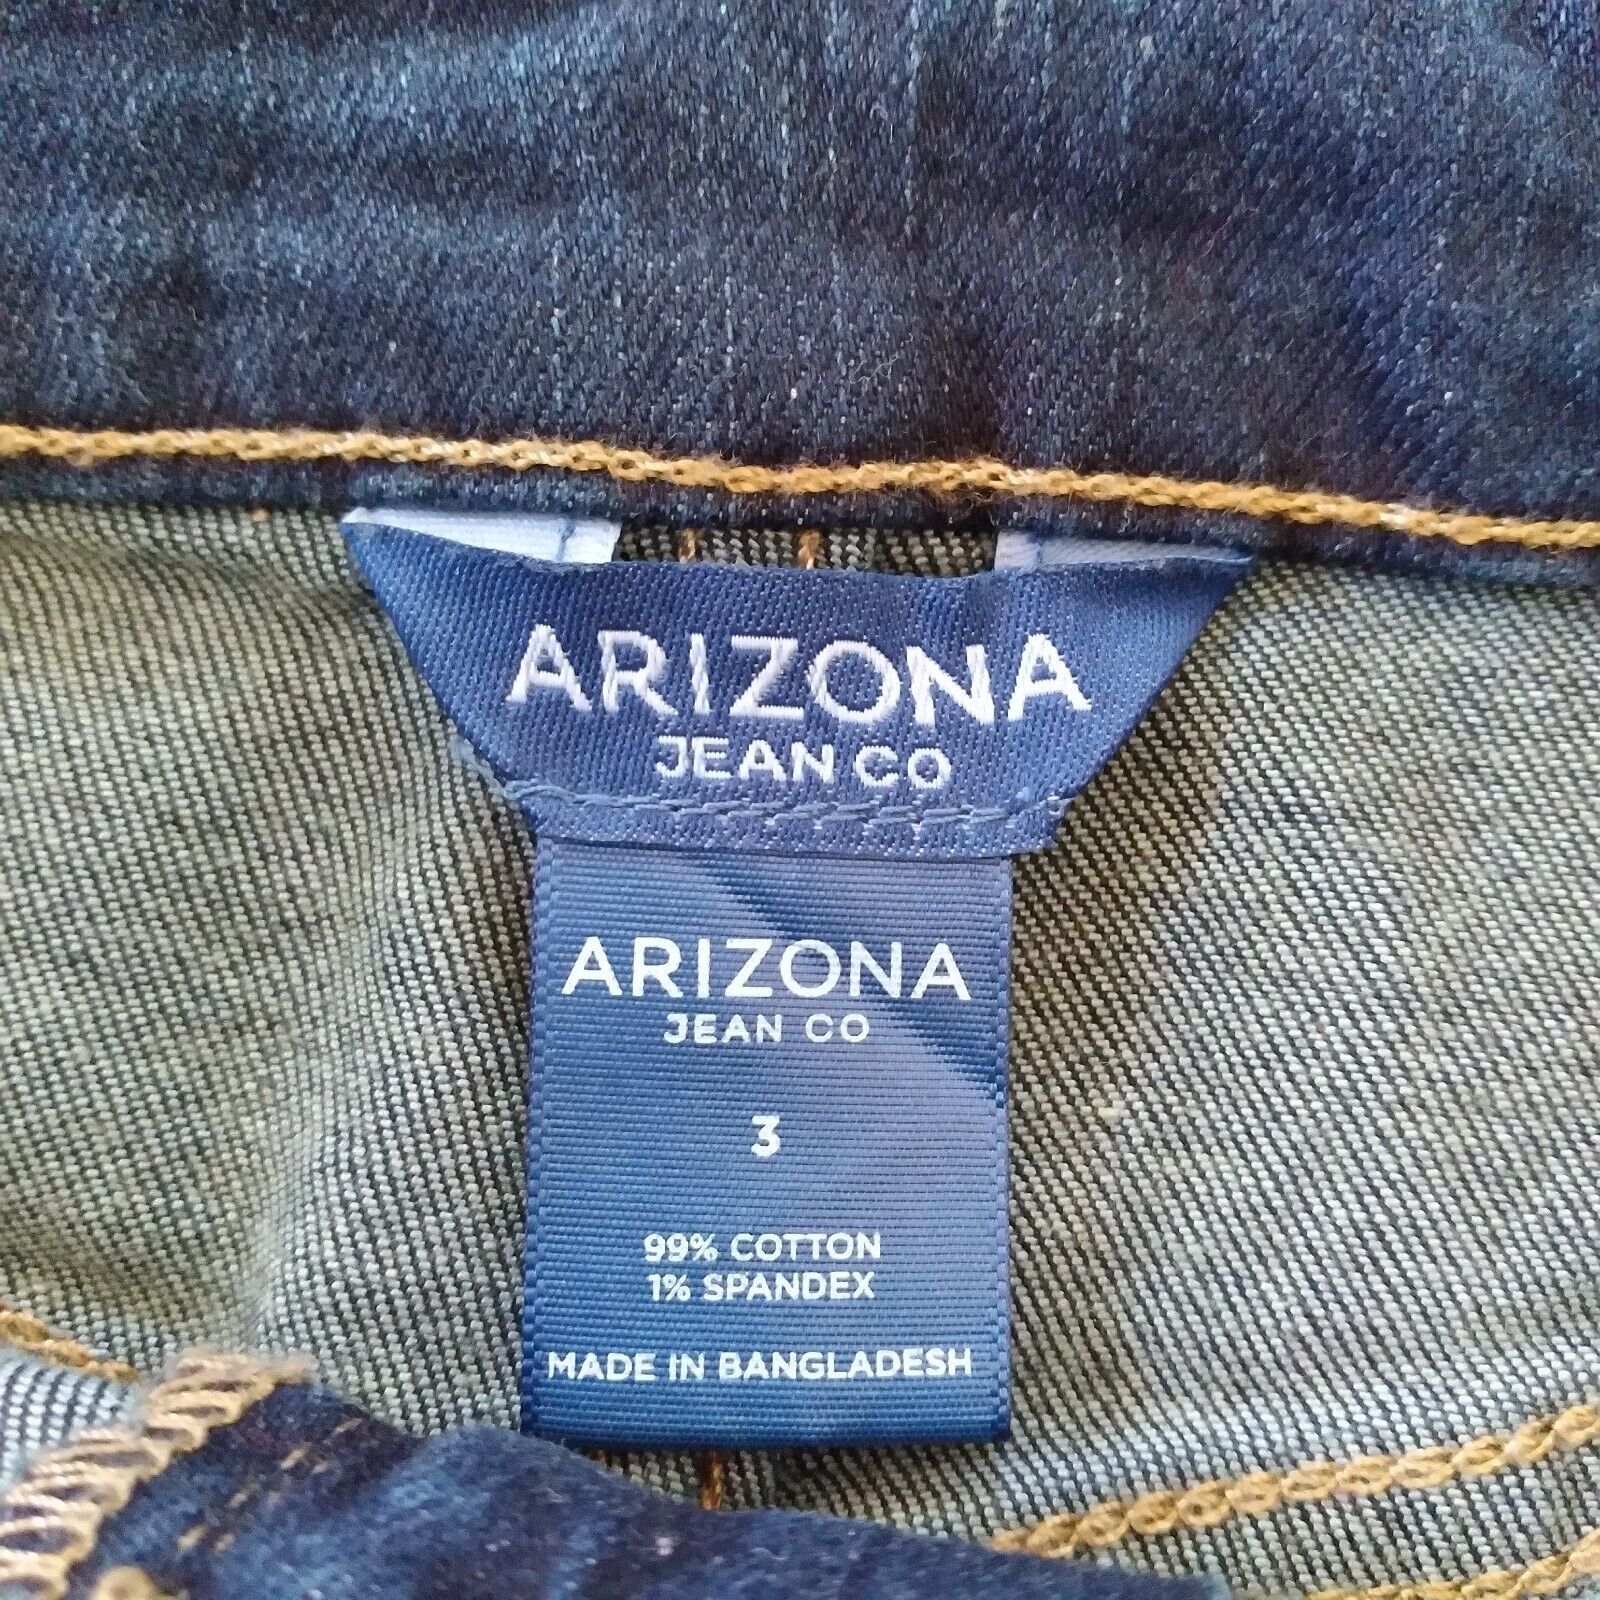 ARIZONA
JEAN CO
ARIZONA
JEAN CO
3
99% COTTON
1% SPANDEX
MADE IN BANGLADESH